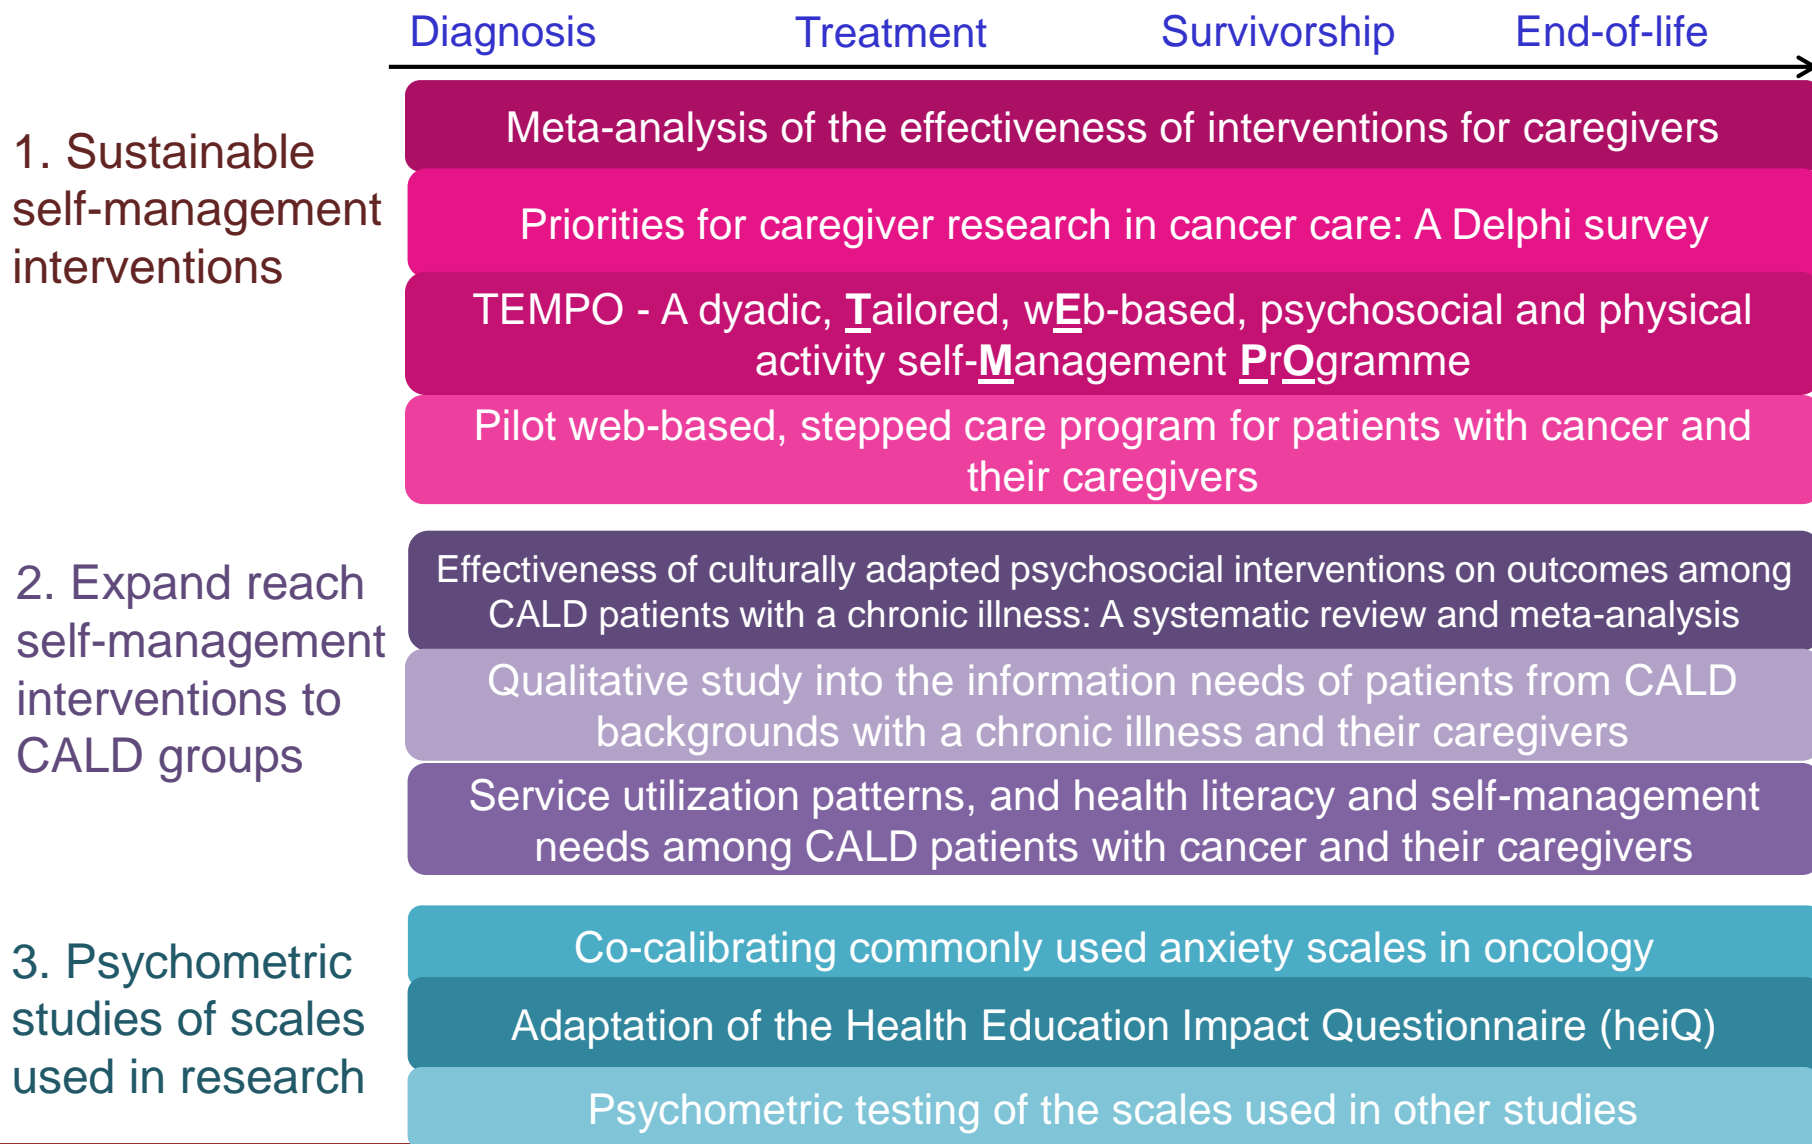 Diagnosis Treatment Survivorship End-of-life
1. Sustainable
self-management
interventions
Meta-analysis of the effectiveness of interventions for caregivers
Priorities for caregiver research in cancer care: A Delphi survey
TEMPO - A dyadic, Tailored, wEb-based, psychosocial and physical
activity self-Management PrOgramme
Pilot web-based, stepped care program for patients with cancer and
their caregivers
2. Expand reach
self-management
interventions to
CALD groups
Effectiveness of culturally adapted psychosocial interventions on outcomes among
CALD patients with a chronic illness: A systematic review and meta-analysis
Qualitative study into the information needs of patients from CALD
backgrounds with a chronic illness and their caregivers
Service utilization patterns, and health literacy and self-management
needs among CALD patients with cancer and their caregivers
3. Psychometric
studies of scales
used in research
Co-calibrating commonly used anxiety scales in oncology
Adaptation of the Health Education Impact Questionnaire (heiQ)
Psychometric testing of the scales used in other studies